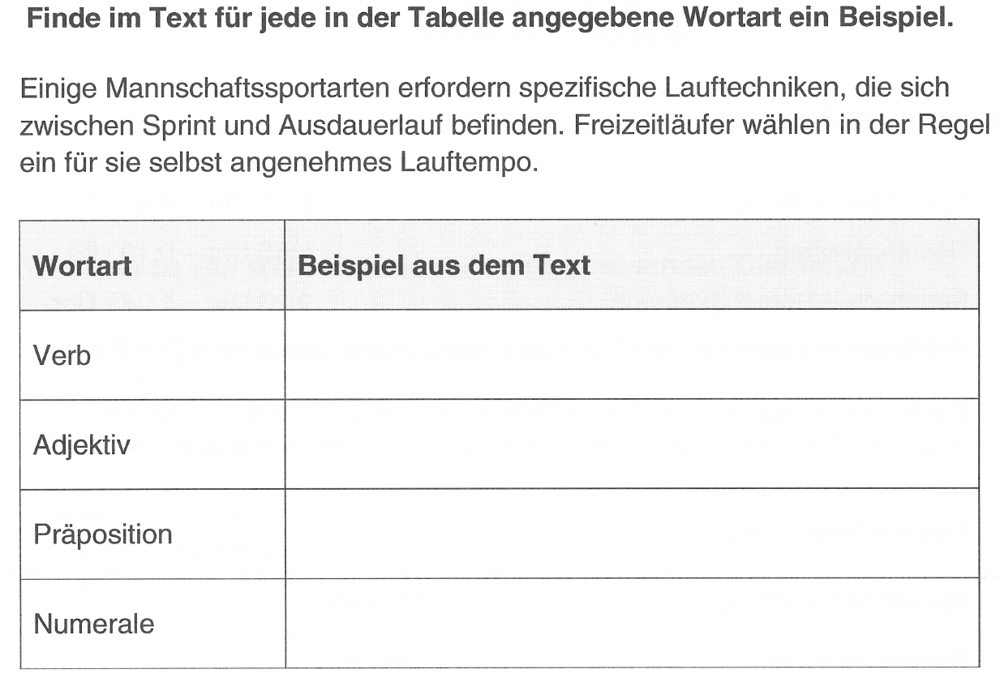 Finde im Text für jede in der Tabelle angegebene Wortart ein Beispiel.
Einige Mannschaftssportarten erfordern spezifische Lauftechniken, die sich
zwischen Sprint und Ausdauerlauf befinden. Freizeitläufer wählen in der Regel
ein für sie selbst angenehmes Lauftempo.
Wortart Beispiel aus dem Text
Verb
Adjektiv
Präposition
Numerale